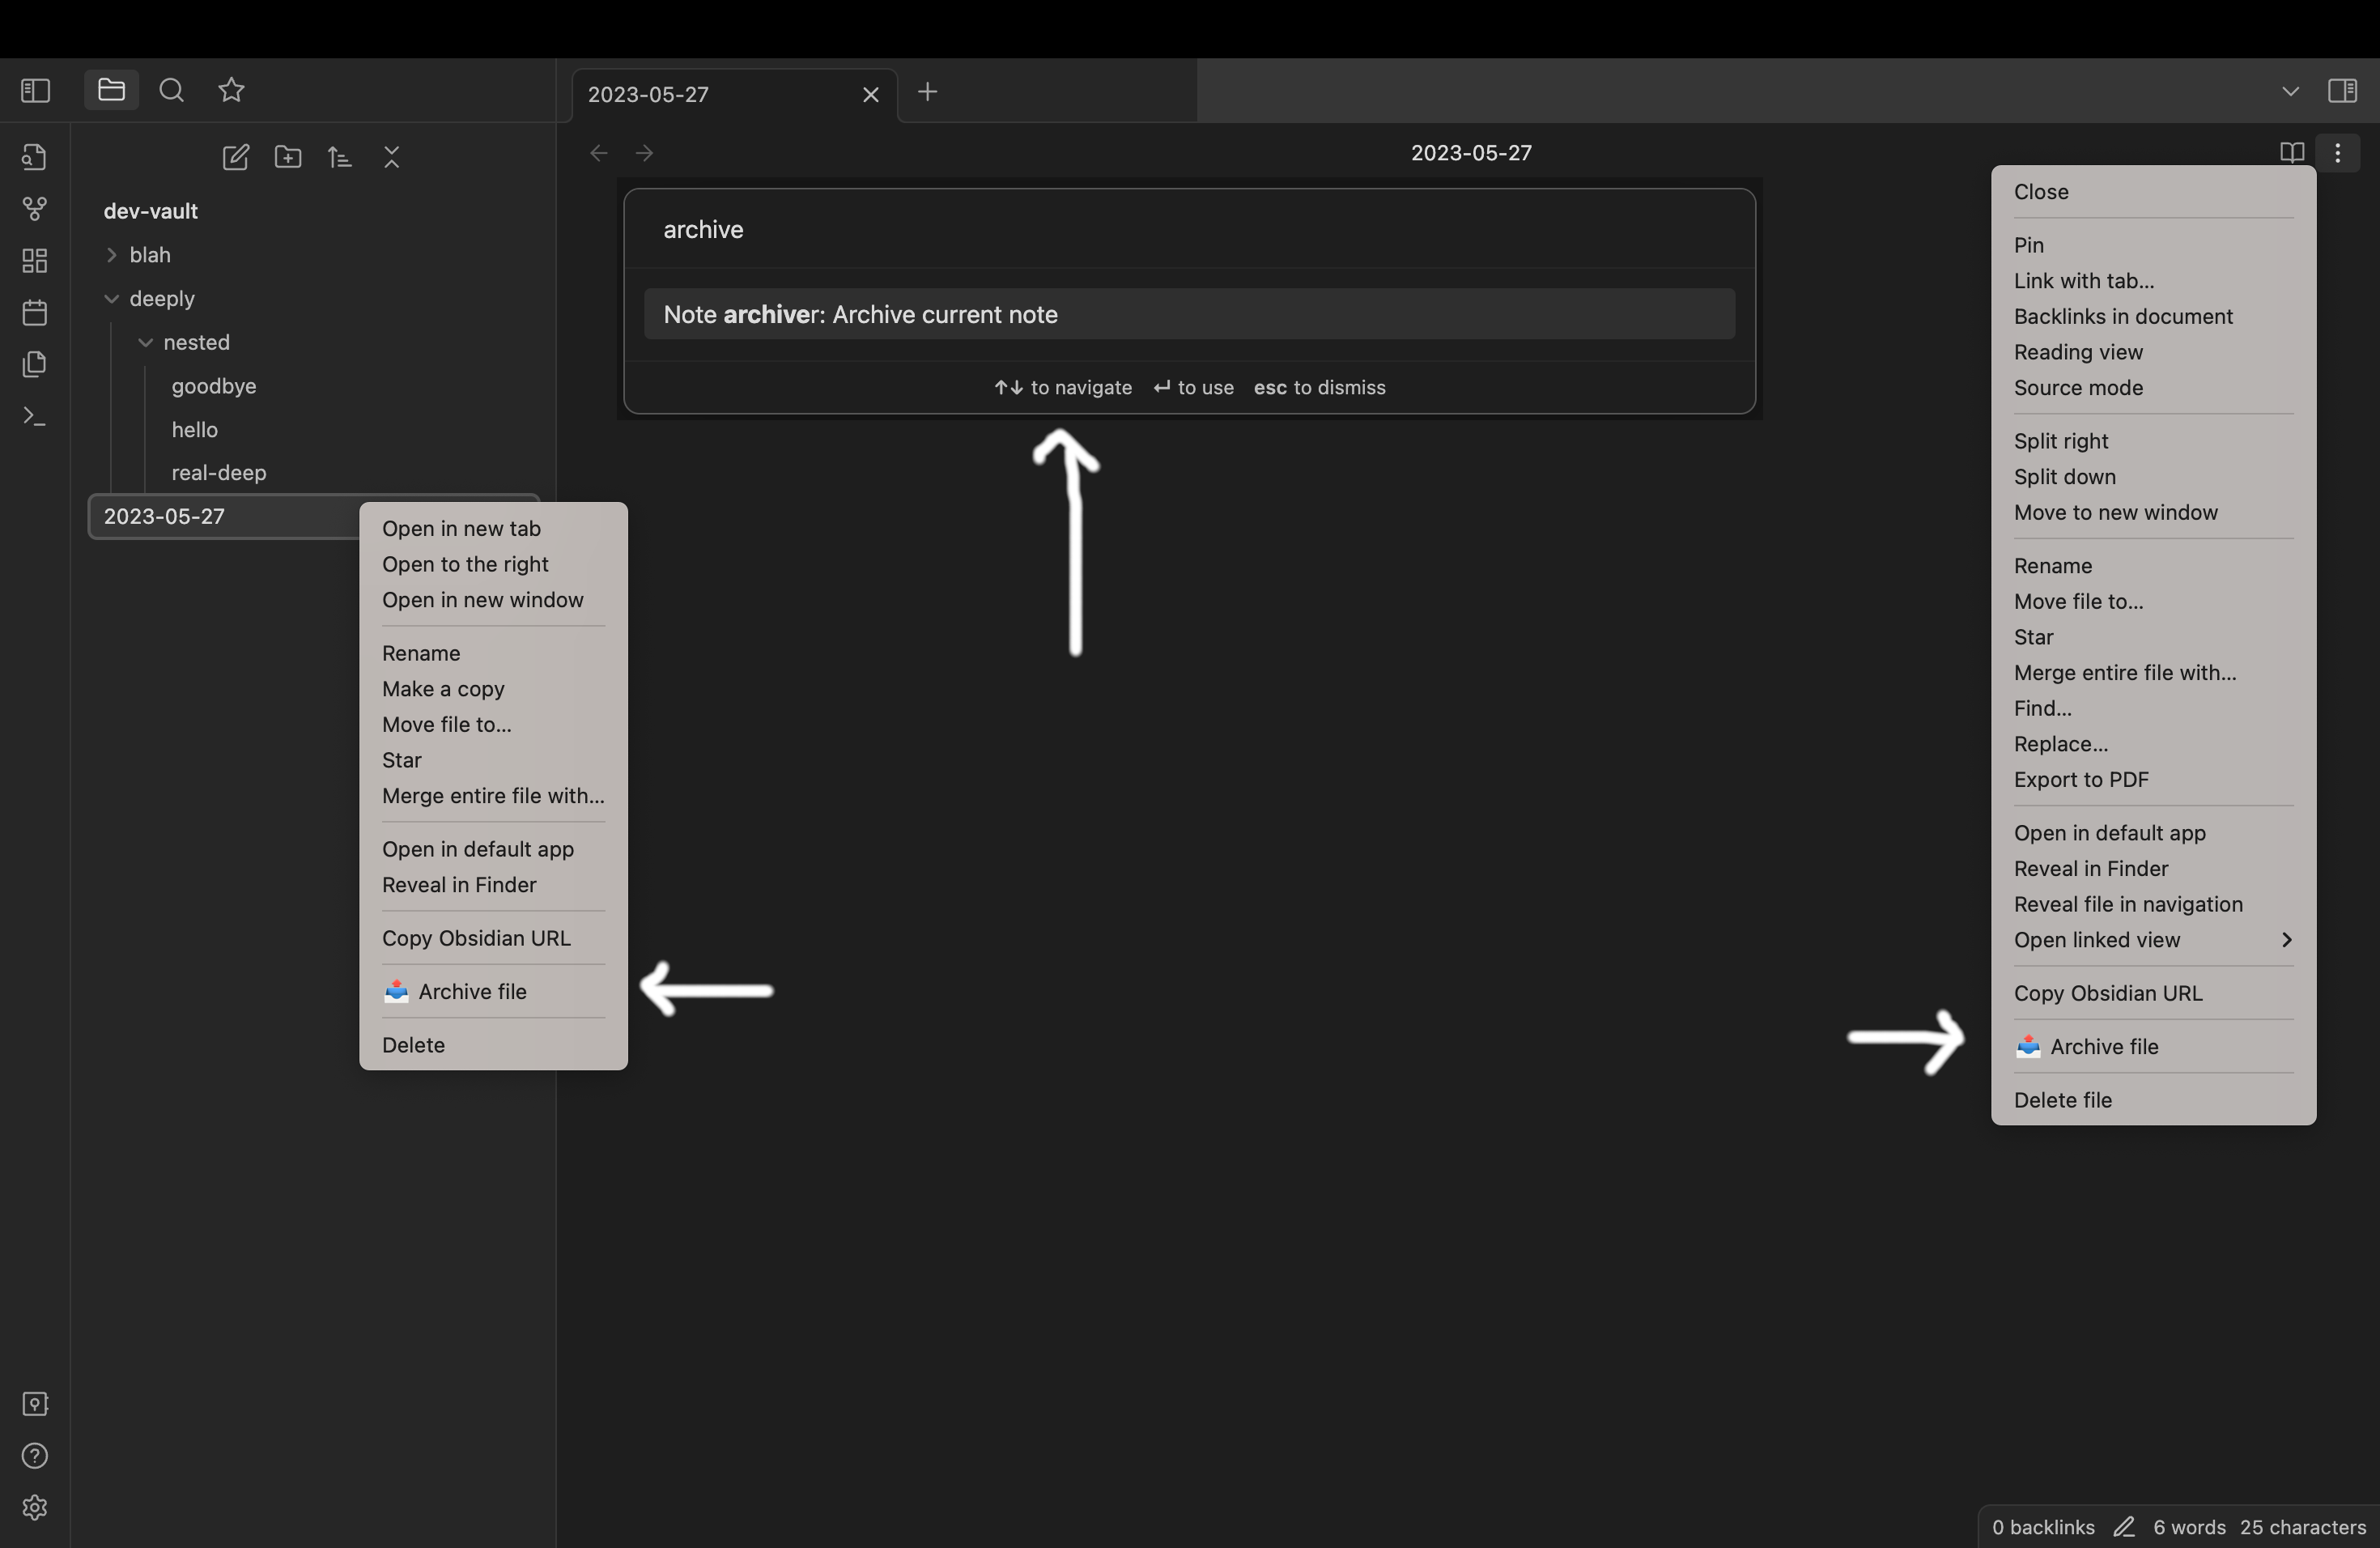 2023-05-27
2023-05-27
dev-vault
blah
deeply
nested
goodbye
hello
real-deep
2023-05-27
archive
Note archiver: Archive current note
↑↓ to navigate ↵ to use esc to dismiss
Open in new tab
Open to the right
Open in new window
Rename
Make a copy
Move file to...
Star
Merge entire file with...
Open in default app
Reveal in Finder
Copy Obsidian URL
Archive file
Delete
Close
Pin
Link with tab...
Backlinks in document
Reading view
Source mode
Split right
Split down
Move to new window
Rename
Move file to...
Star
Merge entire file with...
Find...
Replace...
Export to PDF
Open in default app
Reveal in Finder
Reveal file in navigation
Open linked view
Copy Obsidian URL
Archive file
Delete file
0 backlinks 6 words 25 characters